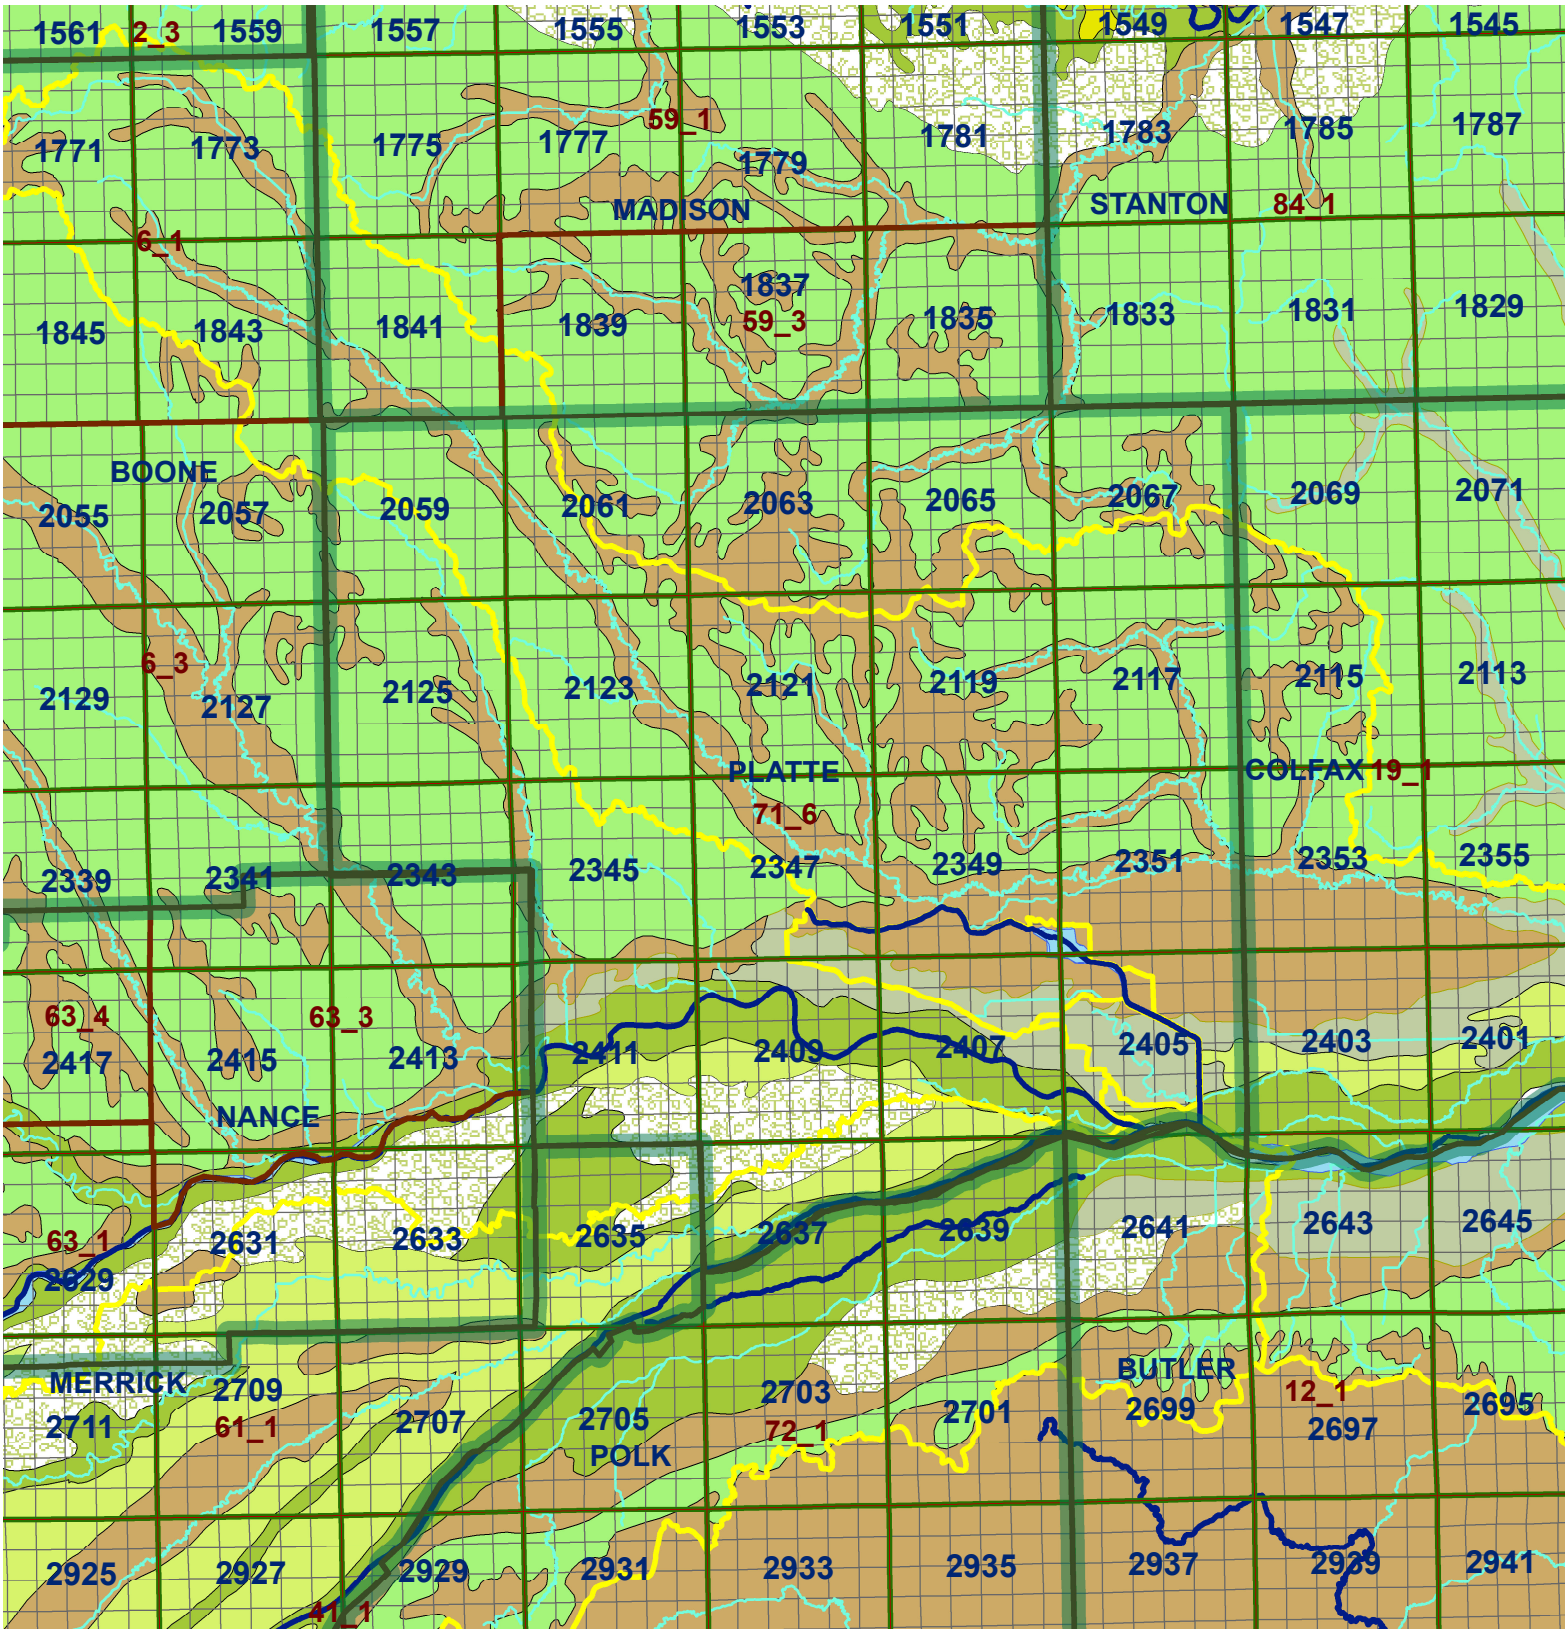 1561 2_3 1559 1557 1555 1553 1551 1549 1547 1545
59_1
1771 1773 1775 1777 1779 1781 1783 1785 1787
MADISON STANTON 84_1
6_1
1837
1845 1843 1841 1839 59_3 1835 1833 1831 1829
BOONE
2055 2057 2059 2061 2063 2065 2067 2069 2071
6_3
2129 2127 2125 2123 2121 2119 2117 2115 2113
PLATTE COLFAX 19_1
71_6
2339 2341 2343 2345 2347 2349 2351 2353 2355
63_4 63_3
2417 2415 2413 2411 2409 2407 2405 2403 2401
NANCE
63_1 2631 2633 2635 2637 2639 2641 2643 2645
2629
MERRICK 2709 2703 BUTLER 12_1
2711 61_1 2707 2705 72_1 2701 2699 2697 2695
POLK
2925 2927 2929 2931 2933 2935 2937 2939 2941
41_1